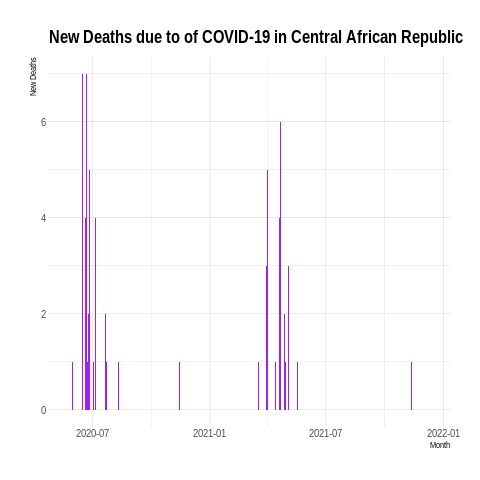 New Deaths due to of COVID-19 in Central African Republic
New Deaths
6
4
2
0
2020-07
2021-01
2021-07
2022-01
Month